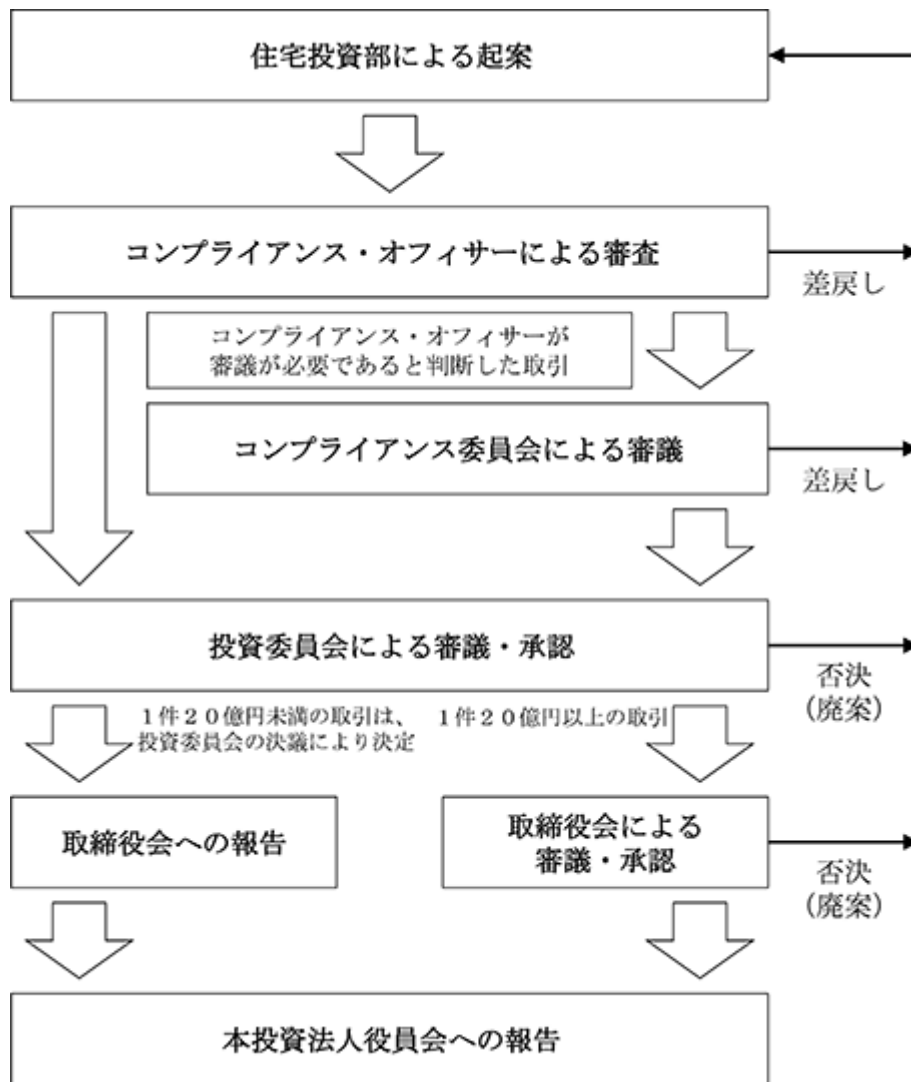 住宅投資部による起案
コンプライアンス・オフィサーによる審査
差戻し
コンプライアンス・オフィサーが
審議が必要であると判断した取引
コンプライアンス委員会による審議
差戻し
投資委員会による審議・承認
否決
（廃案）
１件２０億円未満の取引は、
投資委員会の決議により決定
１件２０億円以上の取引
取締役会への報告
取締役会による
審議・承認
否決
（廃案）
本投資法人役員会への報告